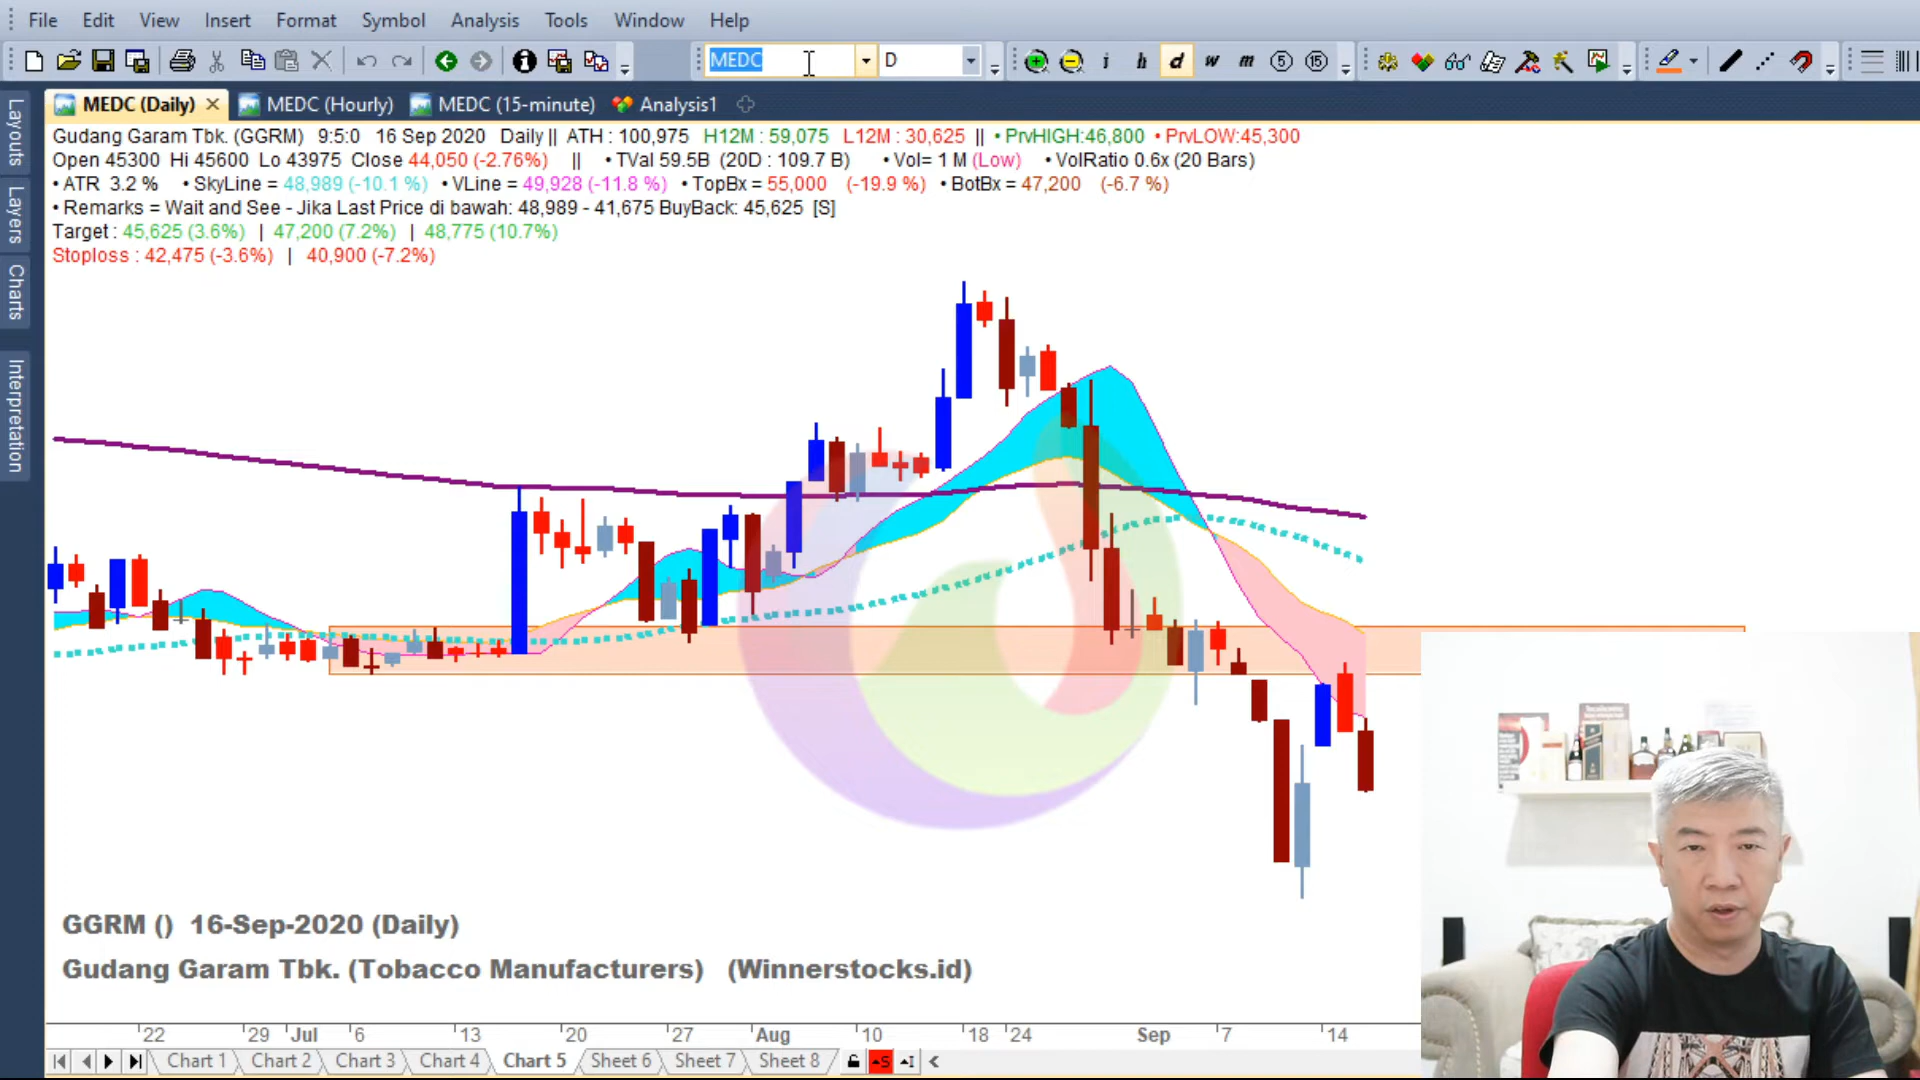 File Edit View Insert Format Symbol Analysis Tools Window Help
MEDC D i h d w m 5 15
MEDC (Daily) MEDC (Hourly) MEDC (15-minute) Analysis1
Layouts
Layers
Charts
Interpretation
Gudang Garam Tbk. (GGRM) 9:5:0 16 Sep 2020 Daily || ATH : 100,975 H12M : 59,075 L12M : 30,625 || • PrvHIGH:46,800 • PrvLOW:45,300
Open 45300 Hi 45600 Lo 43975 Close 44,050 (-2.76%) || • TVal 59.5B (20D : 109.7 B) • Vol= 1 M (Low) • VolRatio 0.6x (20 Bars)
• ATR 3.2 % • SkyLine = 48,989 (-10.1 %) • VLine = 49,928 (-11.8 %) • TopBx = 55,000 (-19.9 %) • BotBx = 47,200 (-6.7 %)
• Remarks = Wait and See - Jika Last Price di bawah: 48,989 - 41,675 BuyBack: 45,625 [S]
Target : 45,625 (3.6%) | 47,200 (7.2%) | 48,775 (10.7%)
Stoploss : 42,475 (-3.6%) | 40,900 (-7.2%)
GGRM () 16-Sep-2020 (Daily)
Gudang Garam Tbk. (Tobacco Manufacturers) (Winnerstocks.id)
22 29 Jul 6 13 20 27 Aug 10 18 24 Sep 7 14
Chart 1 Chart 2 Chart 3 Chart 4 Chart 5 Sheet 6 Sheet 7 Sheet 8 S I